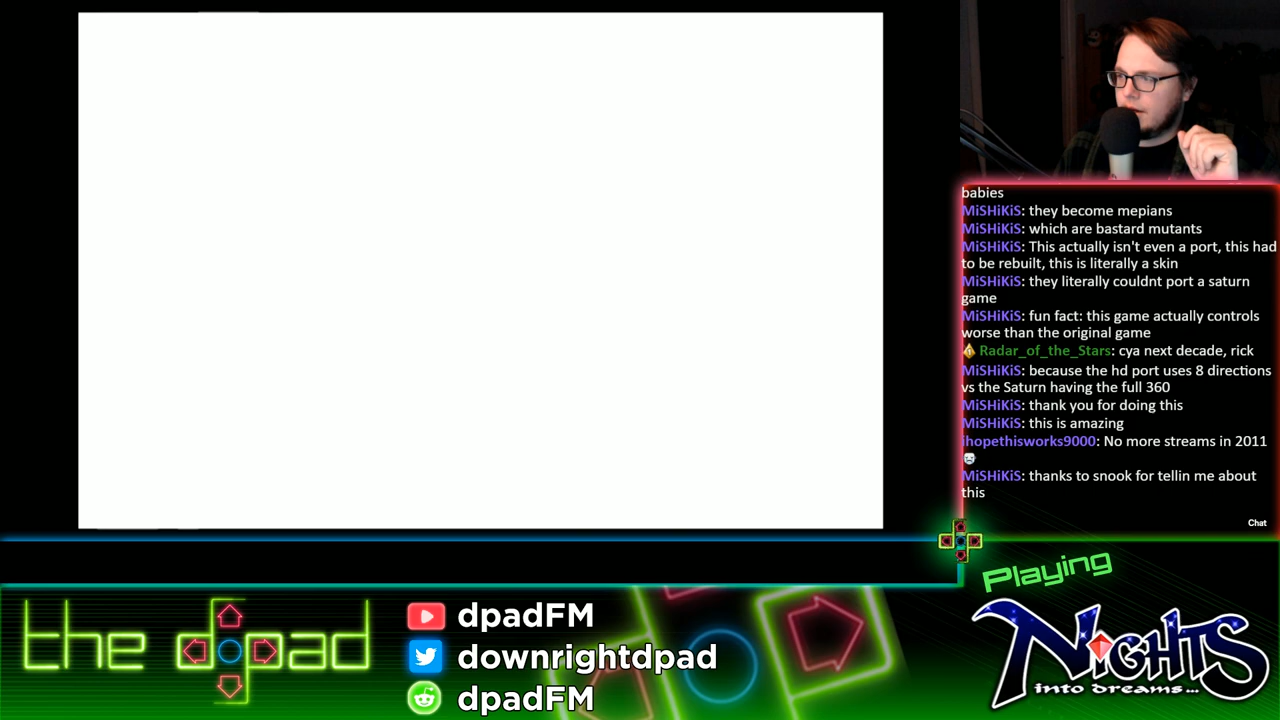 babies
MiSHiKiS: they become mepians
MiSHiKiS: which are bastard mutants
MiSHiKiS: This actually isn't even a port, this had
to be rebuilt, this is literally a skin
MiSHiKiS: they literally couldnt port a saturn
game
MiSHiKiS: fun fact: this game actually controls
worse than the original game
Radar_of_the_Stars: cya next decade, rick
MiSHiKiS: because the hd port uses 8 directions
vs the Saturn having the full 360
MiSHiKiS: thank you for doing this
MiSHiKiS: this is amazing
ihopethisworks9000: No more streams in 2011
MiSHiKiS: thanks to snook for tellin me about
this
Chat
Playing
NiGHTS
into dreams...
the dpad
dpadFM
downrightdpad
dpadFM